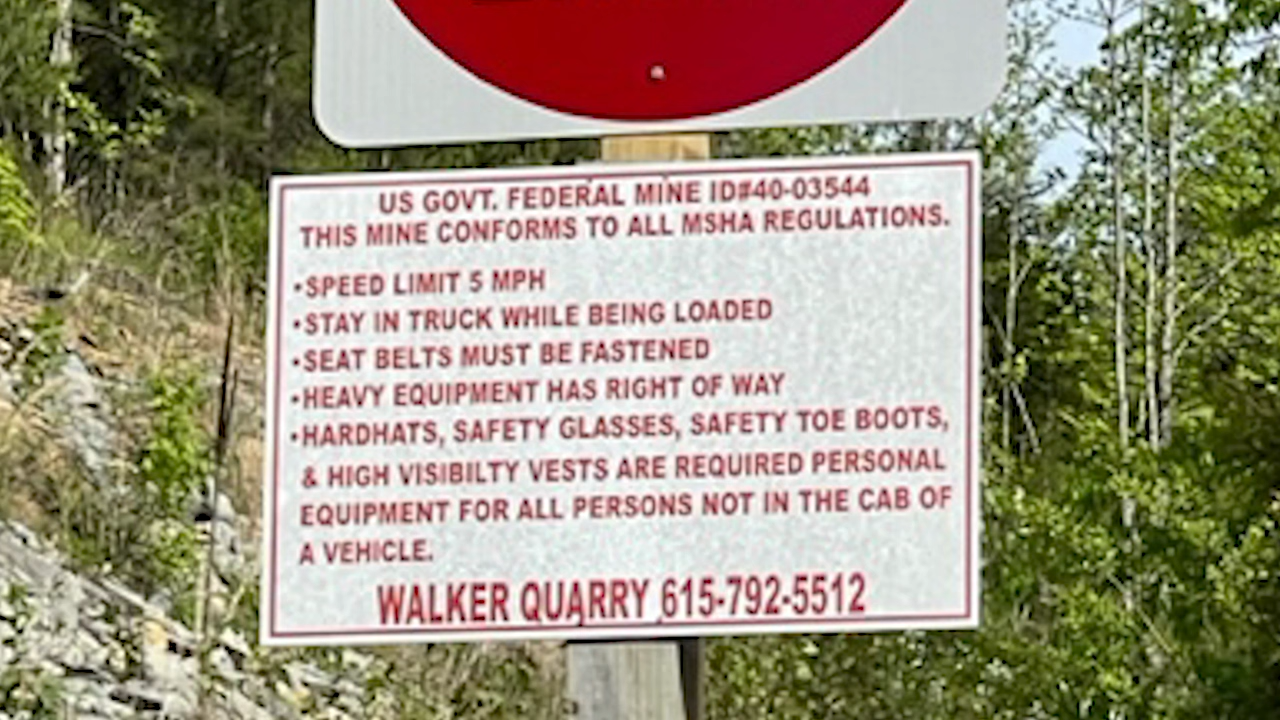 US GOVT. FEDERAL MINE ID#40-03544
THIS MINE CONFORMS TO ALL MSHA REGULATIONS.
•SPEED LIMIT 5 MPH
•STAY IN TRUCK WHILE BEING LOADED
•SEAT BELTS MUST BE FASTENED
•HEAVY EQUIPMENT HAS RIGHT OF WAY
•HARDHATS, SAFETY GLASSES, SAFETY TOE BOOTS,
& HIGH VISIBILTY VESTS ARE REQUIRED PERSONAL
EQUIPMENT FOR ALL PERSONS NOT IN THE CAB OF
A VEHICLE.
WALKER QUARRY 615-792-5512